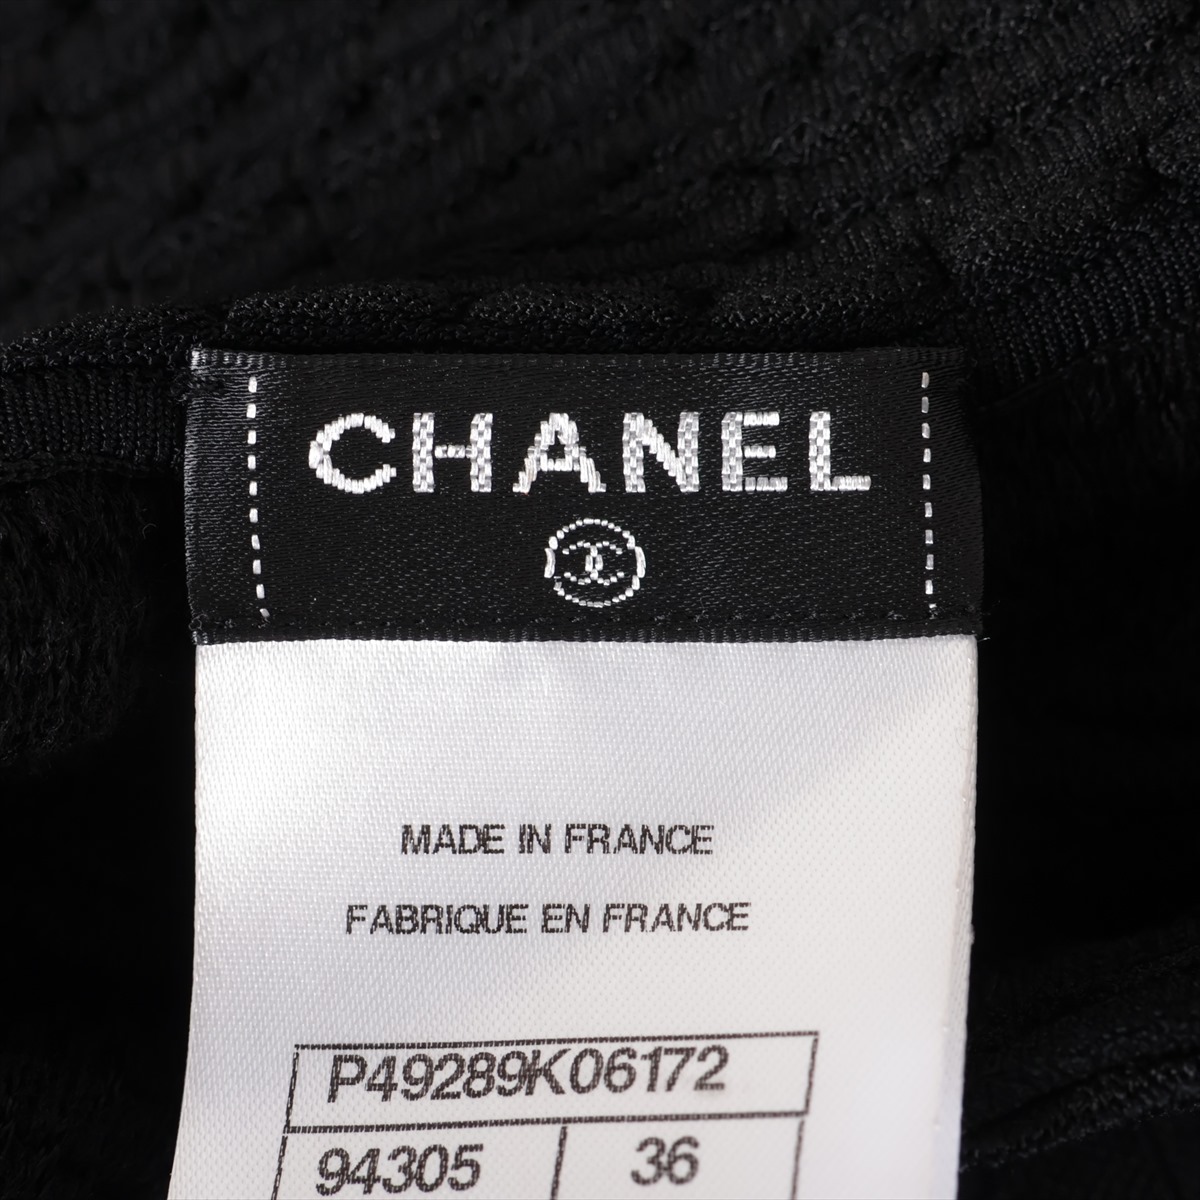 CHANEL
MADE IN FRANCE
FABRIQUE EN FRANCE
P49289K06172
94305 36